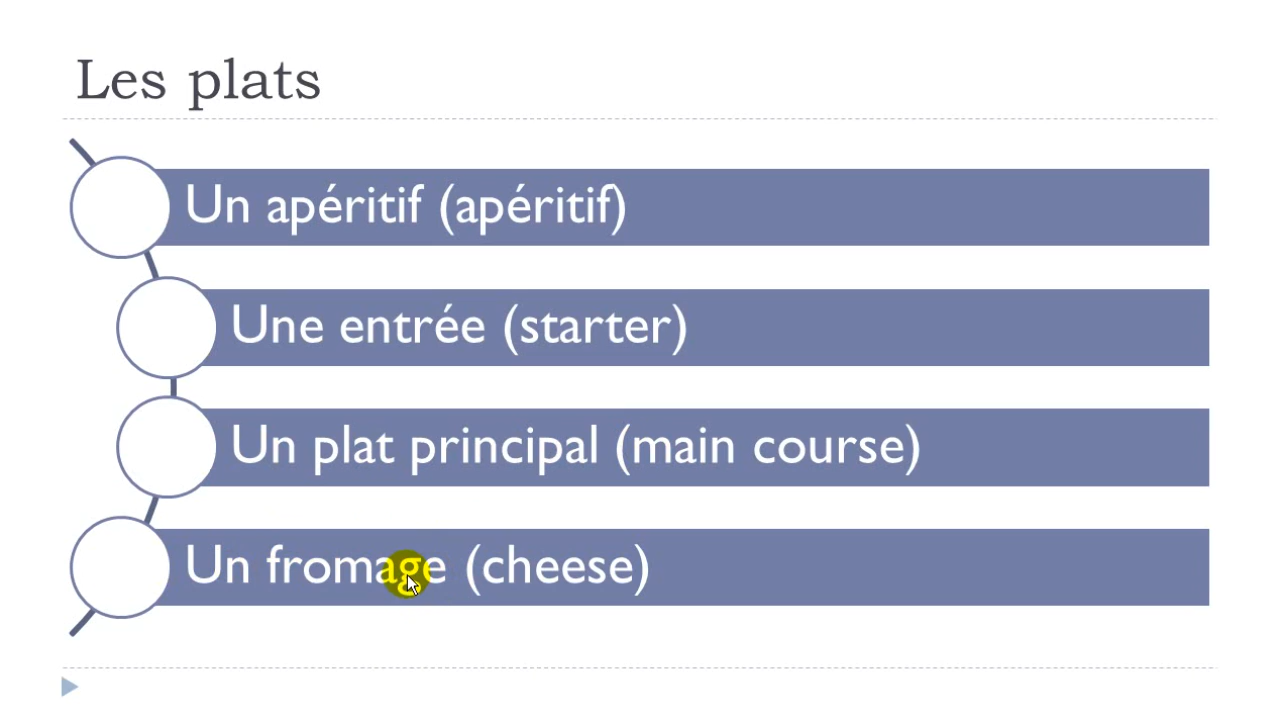 Les plats
Un apéritif (apéritif)
Une entrée (starter)
Un plat principal (main course)
Un fromage (cheese)